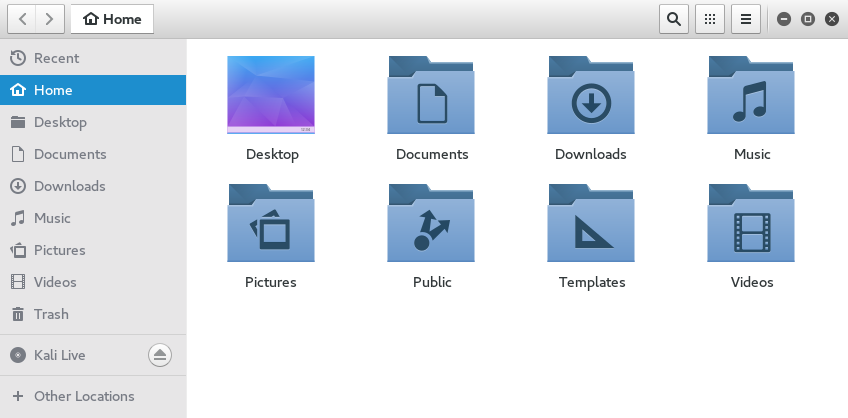 Home
Recent
Home
Desktop
Documents
Downloads
Music
Pictures
Videos
Trash
Kali Live
Other Locations
Desktop
Documents
Downloads
Music
Pictures
Public
Templates
Videos